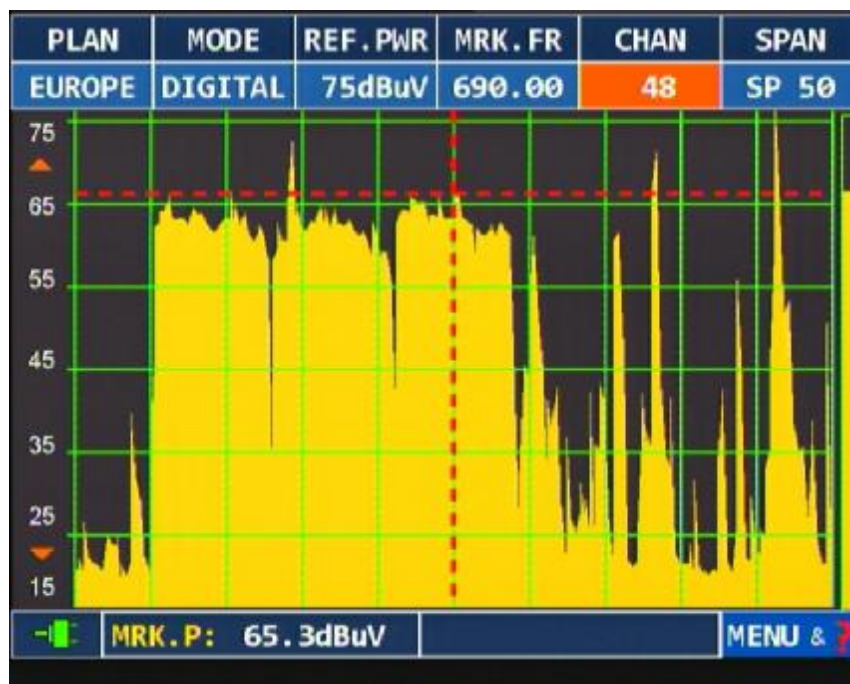 PLAN MODE REF.PWR MRK.FR CHAN SPAN
EUROPE DIGITAL 75dBuV 690.00 48 SP 50
75
65
55
45
35
25
15
MRK.P: 65.3dBuV MENU & ?